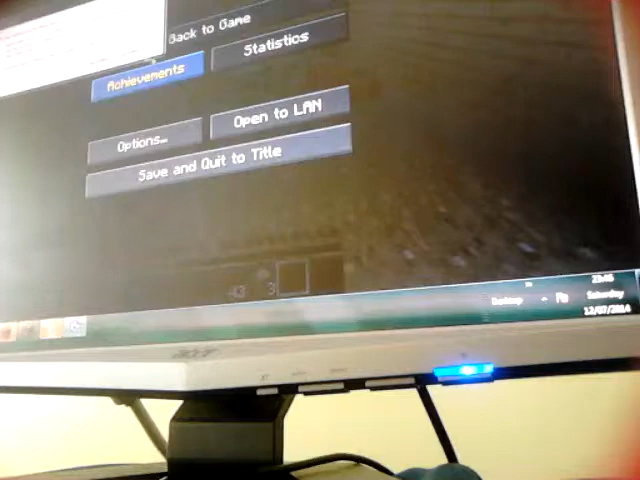 Back to Game
Achievements
Statistics
Options...
Open to LAN
Save and Quit to Title
43
3
Desktop
Saturday
12/07/2014
acer